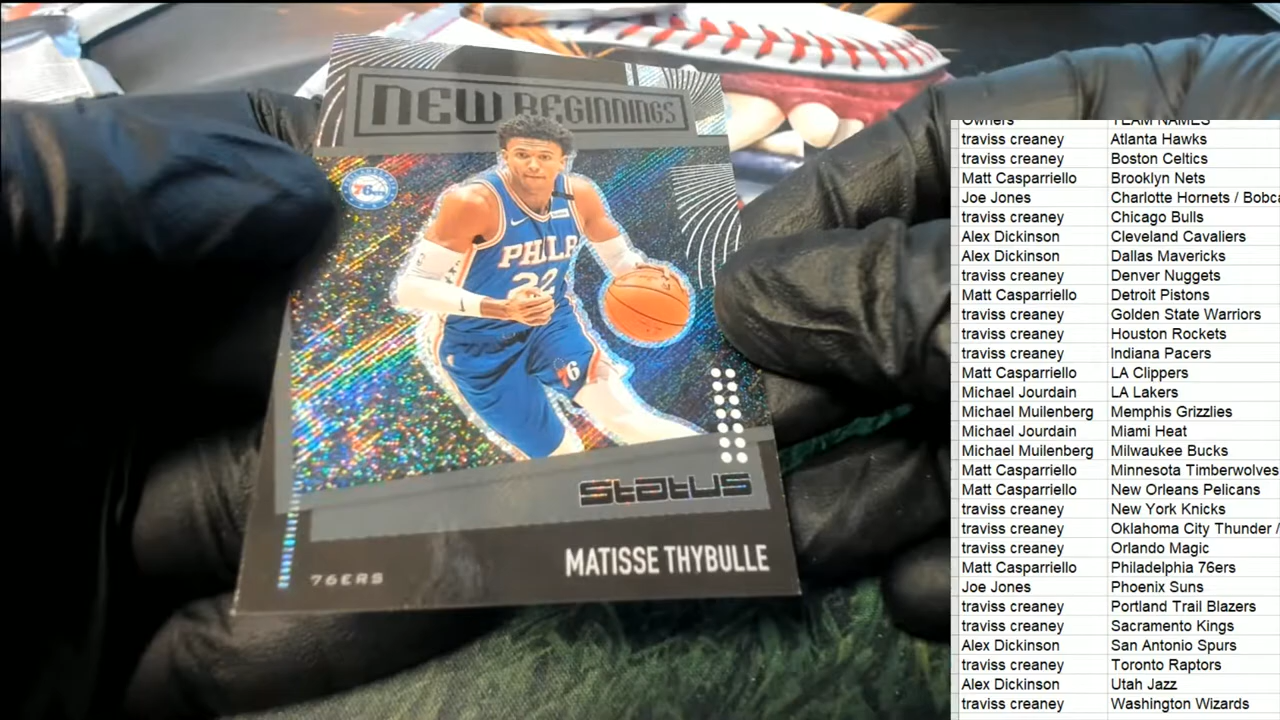 NEW BEGINNINGS
76ers
PHILA
22
76
status
MATISSE THYBULLE
76ERS
Owners TEAM NAMES
traviss creaney Atlanta Hawks
traviss creaney Boston Celtics
Matt Casparriello Brooklyn Nets
Joe Jones Charlotte Hornets / Bobca
traviss creaney Chicago Bulls
Alex Dickinson Cleveland Cavaliers
Alex Dickinson Dallas Mavericks
traviss creaney Denver Nuggets
Matt Casparriello Detroit Pistons
traviss creaney Golden State Warriors
traviss creaney Houston Rockets
traviss creaney Indiana Pacers
Matt Casparriello LA Clippers
Michael Jourdain LA Lakers
Michael Muilenberg Memphis Grizzlies
Michael Jourdain Miami Heat
Michael Muilenberg Milwaukee Bucks
Matt Casparriello Minnesota Timberwolves
Matt Casparriello New Orleans Pelicans
traviss creaney New York Knicks
traviss creaney Oklahoma City Thunder /
traviss creaney Orlando Magic
Matt Casparriello Philadelphia 76ers
Joe Jones Phoenix Suns
traviss creaney Portland Trail Blazers
traviss creaney Sacramento Kings
Alex Dickinson San Antonio Spurs
traviss creaney Toronto Raptors
Alex Dickinson Utah Jazz
traviss creaney Washington Wizards